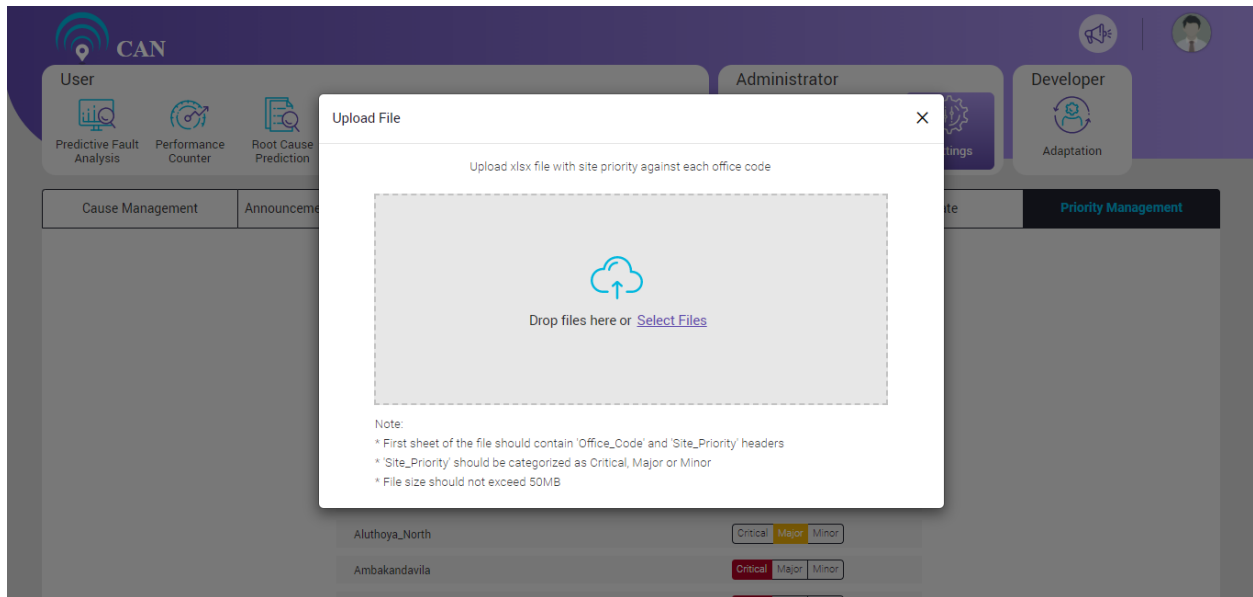 CAN
User
Administrator
Developer
Predictive Fault
Analysis
Performance
Counter
Root Cause
Prediction
Adaptation
Cause Management
Priority Management
Upload File
Upload xlsx file with site priority against each office code
Drop files here or Select Files
Note:
* First sheet of the file should contain 'Office_Code' and 'Site_Priority' headers
* 'Site_Priority' should be categorized as Critical, Major or Minor
* File size should not exceed 50MB
Aluthoya_North Critical Major Minor
Ambakandavila Critical Major Minor